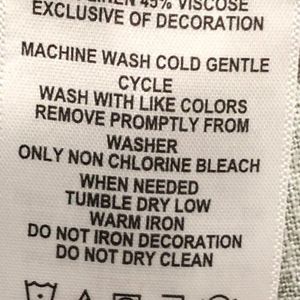 45% VISCOSE
EXCLUSIVE OF DECORATION
MACHINE WASH COLD GENTLE
CYCLE
WASH WITH LIKE COLORS
REMOVE PROMPTLY FROM
WASHER
ONLY NON CHLORINE BLEACH
WHEN NEEDED
TUMBLE DRY LOW
WARM IRON
DO NOT IRON DECORATION
DO NOT DRY CLEAN